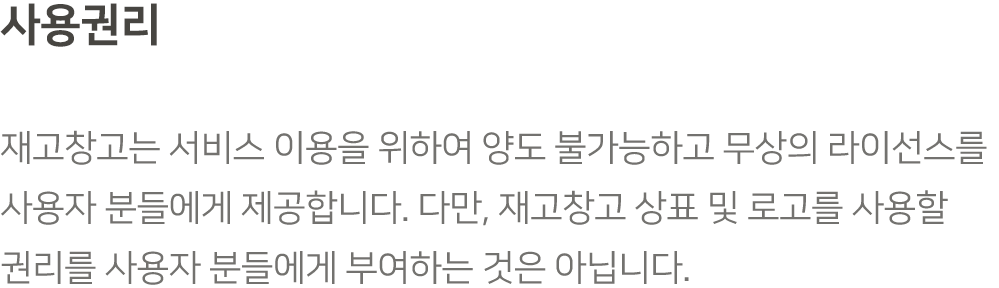 사용권리
재고창고는 서비스 이용을 위하여 양도 불가능하고 무상의 라이선스를
사용자 분들에게 제공합니다. 다만, 재고창고 상표 및 로고를 사용할
권리를 사용자 분들에게 부여하는 것은 아닙니다.